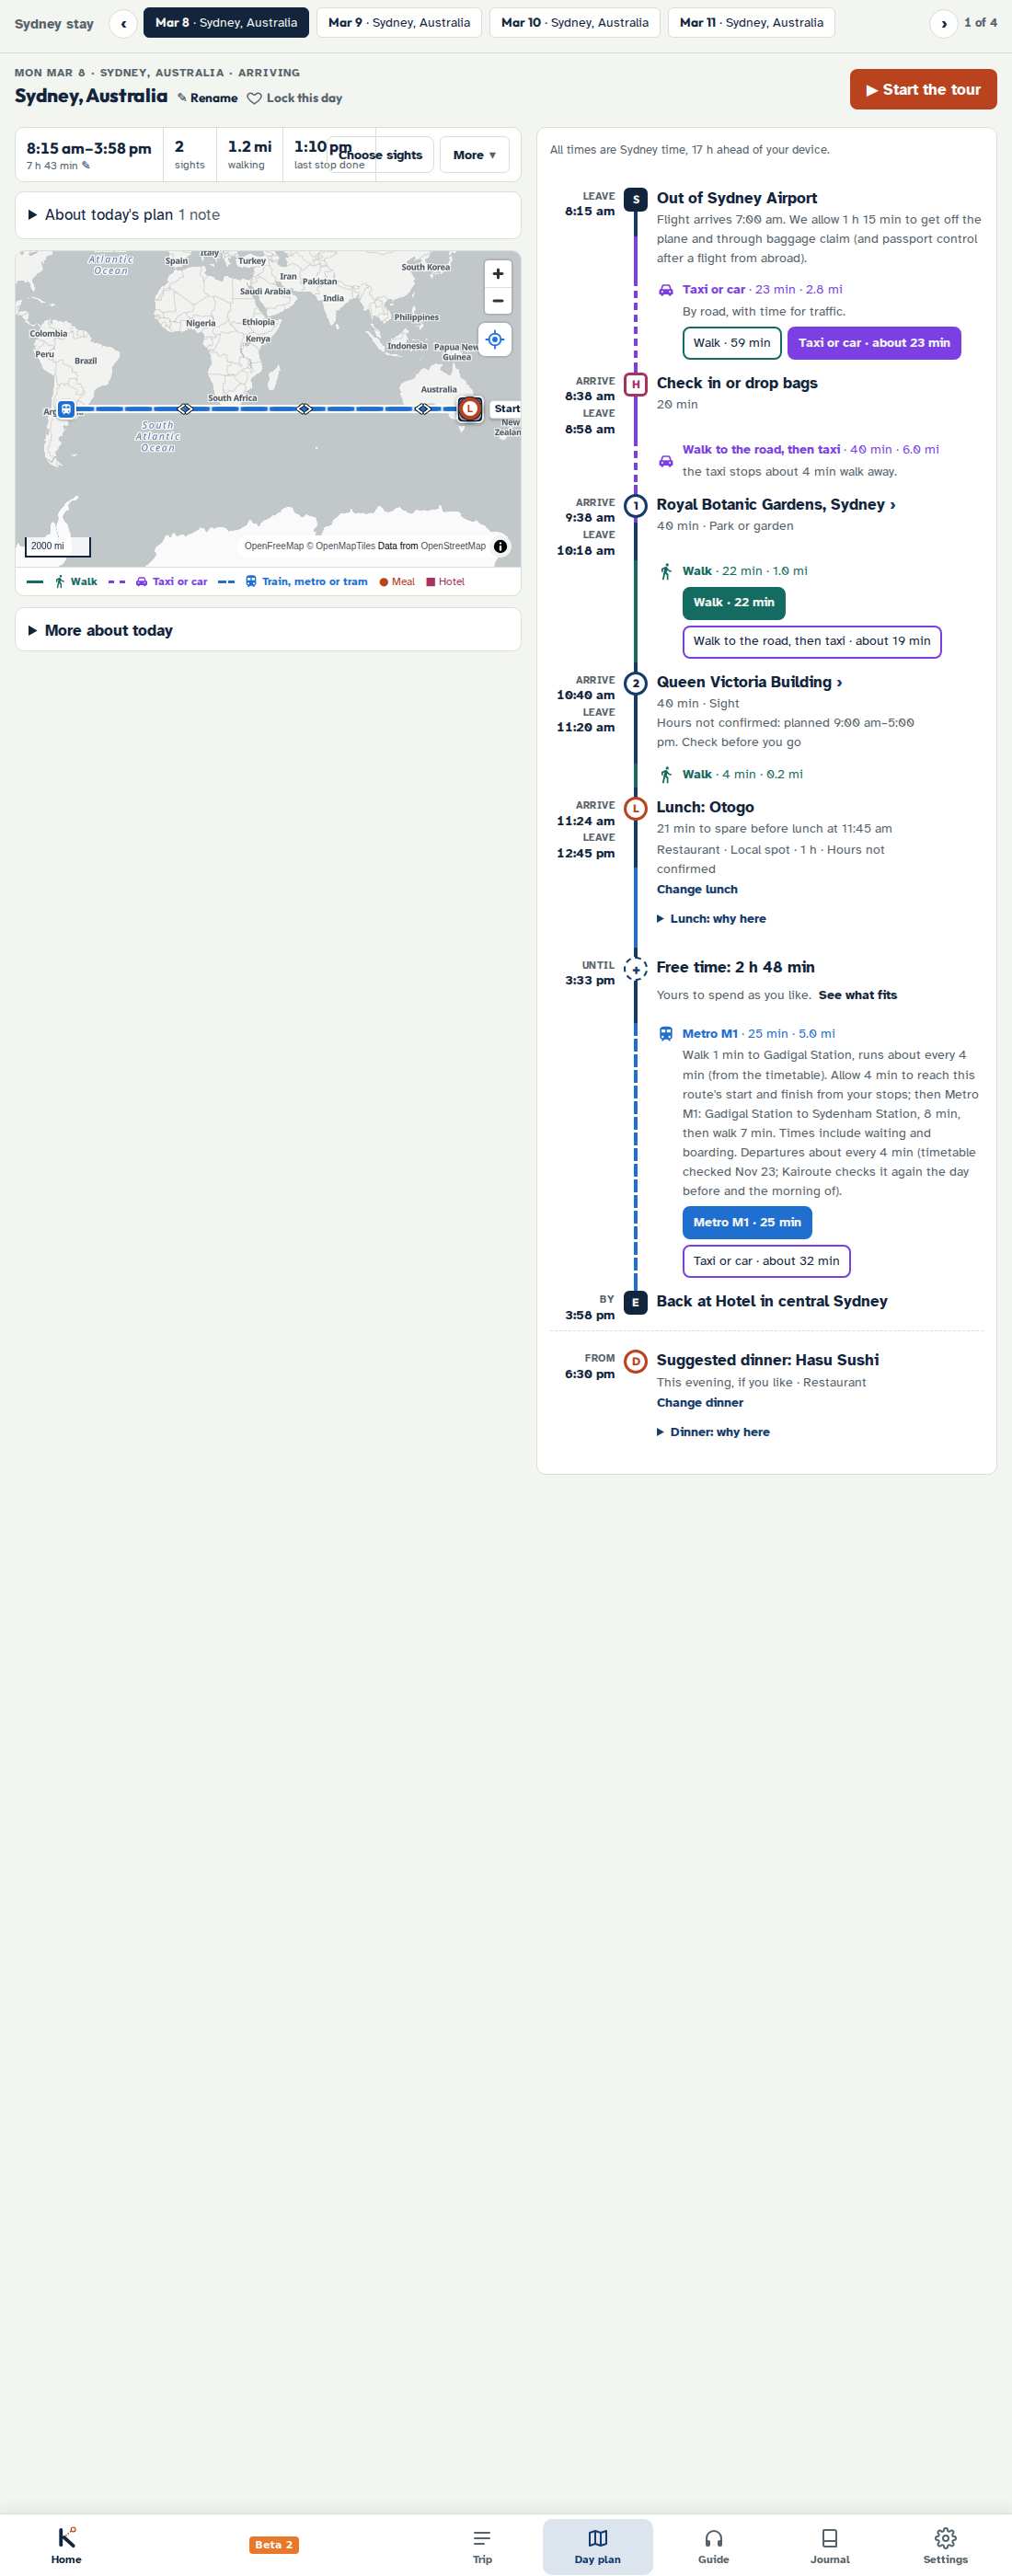 Sydney stay
‹
Mar 8 · Sydney, Australia
Mar 9 · Sydney, Australia
Mar 10 · Sydney, Australia
Mar 11 · Sydney, Australia
›
1 of 4
MON MAR 8 · SYDNEY, AUSTRALIA · ARRIVING
Sydney, Australia
✎ Rename
Lock this day
▶ Start the tour
8:15 am–3:58 pm
7 h 43 min ✎
2
sights
1.2 mi
walking
1:10 pm
last stop done
Choose sights
More ▼
▶ About today's plan 1 note
Atlantic
Ocean
Spain
Italy
Turkey
Iran
Pakistan
South Korea
Saudi Arabia
India
Nigeria
Ethiopia
Kenya
Philippines
Colombia
Peru
Brazil
Indonesia
Papua New
Guinea
Australia
South Africa
L
Start
New
Zealan
South
Atlantic
Ocean
+
−
2000 mi
OpenFreeMap © OpenMapTiles Data from OpenStreetMap
Walk
Taxi or car
Train, metro or tram
Meal
Hotel
▶ More about today
All times are Sydney time, 17 h ahead of your device.
LEAVE
8:15 am
S
Out of Sydney Airport
Flight arrives 7:00 am. We allow 1 h 15 min to get off the
plane and through baggage claim (and passport control
after a flight from abroad).
Taxi or car · 23 min · 2.8 mi
By road, with time for traffic.
Walk · 59 min
Taxi or car · about 23 min
ARRIVE
8:38 am
LEAVE
8:58 am
H
Check in or drop bags
20 min
Walk to the road, then taxi · 40 min · 6.0 mi
the taxi stops about 4 min walk away.
ARRIVE
9:38 am
LEAVE
10:18 am
1
Royal Botanic Gardens, Sydney ›
40 min · Park or garden
Walk · 22 min · 1.0 mi
Walk · 22 min
Walk to the road, then taxi · about 19 min
ARRIVE
10:40 am
LEAVE
11:20 am
2
Queen Victoria Building ›
40 min · Sight
Hours not confirmed: planned 9:00 am–5:00
pm. Check before you go
Walk · 4 min · 0.2 mi
ARRIVE
11:24 am
LEAVE
12:45 pm
L
Lunch: Otogo
21 min to spare before lunch at 11:45 am
Restaurant · Local spot · 1 h · Hours not
confirmed
Change lunch
▶ Lunch: why here
UNTIL
3:33 pm
+
Free time: 2 h 48 min
Yours to spend as you like. See what fits
Metro M1 · 25 min · 5.0 mi
Walk 1 min to Gadigal Station, runs about every 4
min (from the timetable). Allow 4 min to reach this
route's start and finish from your stops; then Metro
M1: Gadigal Station to Sydenham Station, 8 min,
then walk 7 min. Times include waiting and
boarding. Departures about every 4 min (timetable
checked Nov 23; Kairoute checks it again the day
before and the morning of).
Metro M1 · 25 min
Taxi or car · about 32 min
BY
3:58 pm
E
Back at Hotel in central Sydney
FROM
6:30 pm
D
Suggested dinner: Hasu Sushi
This evening, if you like · Restaurant
Change dinner
▶ Dinner: why here
Home
Beta 2
Trip
Day plan
Guide
Journal
Settings